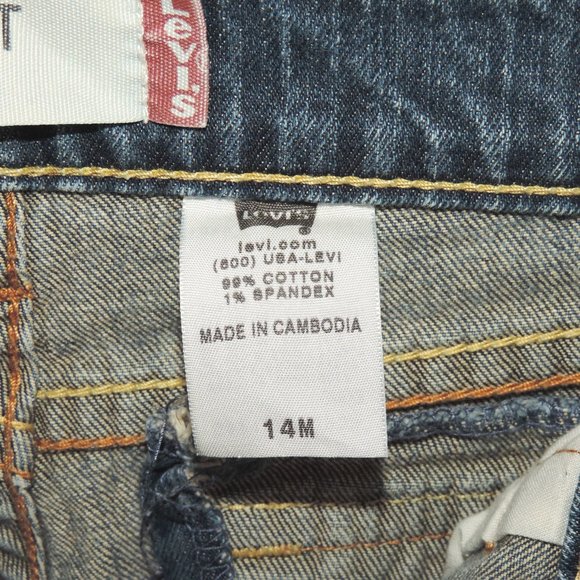 T
Levi's
LEVI'S
levi.com
(800) USA-LEVI
99% COTTON
1% SPANDEX
MADE IN CAMBODIA
14M